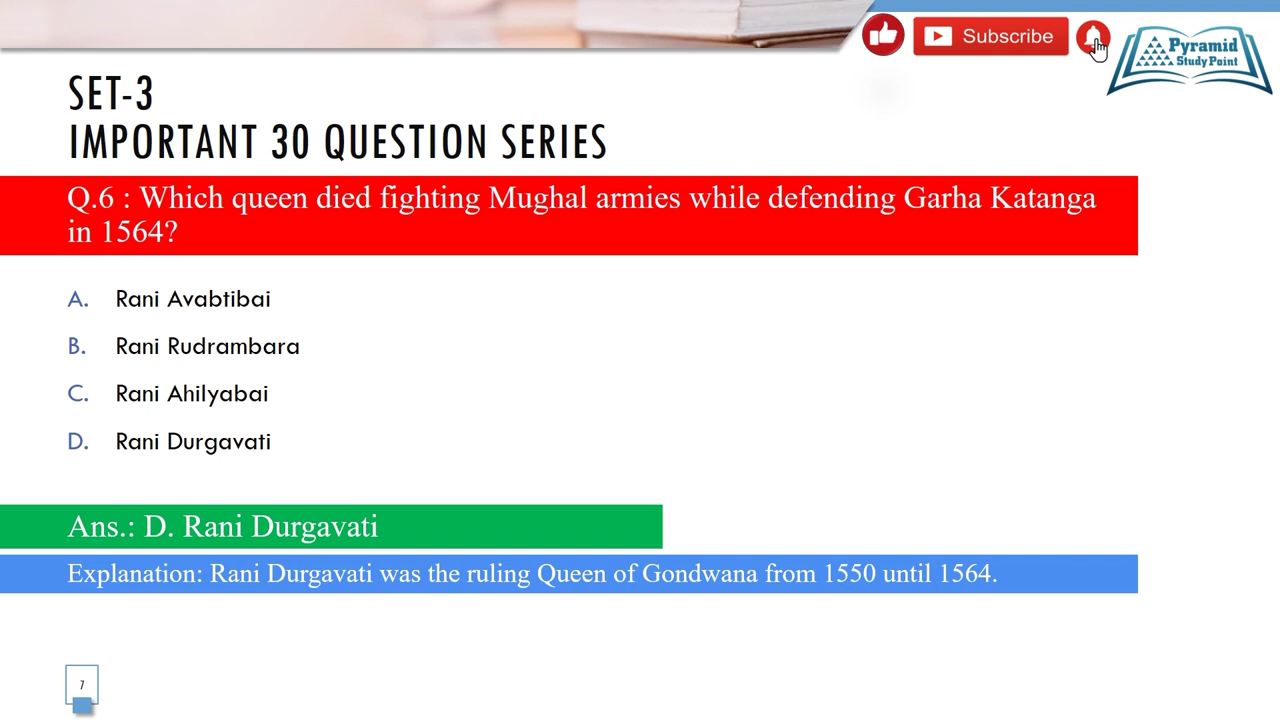 Subscribe
Pyramid
Study Point
SET-3
IMPORTANT 30 QUESTION SERIES
Q.6 : Which queen died fighting Mughal armies while defending Garha Katanga
in 1564?
A. Rani Avabtibai
B. Rani Rudrambara
C. Rani Ahilyabai
D. Rani Durgavati
Ans.: D. Rani Durgavati
Explanation: Rani Durgavati was the ruling Queen of Gondwana from 1550 until 1564.
7